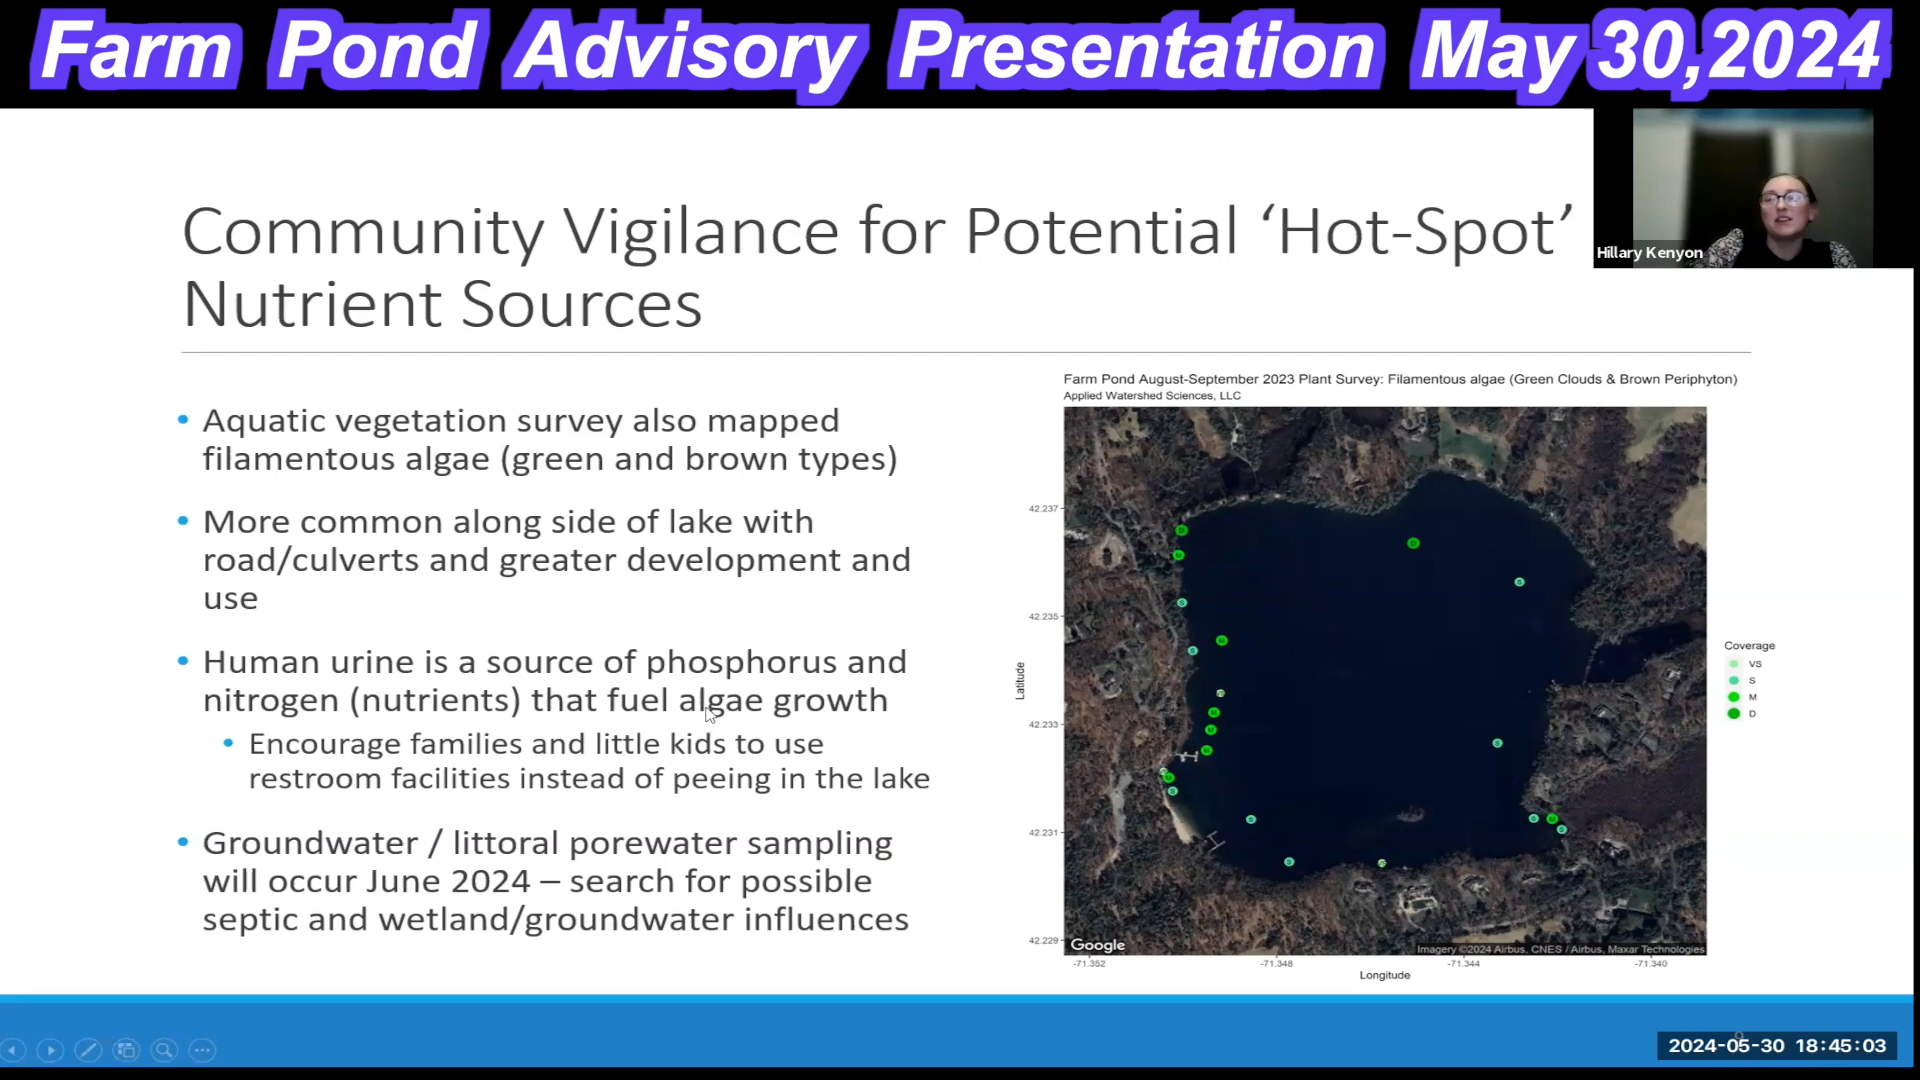 Farm Pond Advisory Presentation May 30,2024
Hillary Kenyon
Community Vigilance for Potential ‘Hot-Spot’
Nutrient Sources
• Aquatic vegetation survey also mapped
filamentous algae (green and brown types)
• More common along side of lake with
road/culverts and greater development and
use
• Human urine is a source of phosphorus and
nitrogen (nutrients) that fuel algae growth
• Encourage families and little kids to use
restroom facilities instead of peeing in the lake
• Groundwater / littoral porewater sampling
will occur June 2024 – search for possible
septic and wetland/groundwater influences
Farm Pond August-September 2023 Plant Survey: Filamentous algae (Green Clouds & Brown Periphyton)
Applied Watershed Sciences, LLC
42.237
42.235
42.233
42.231
42.229
Latitude
Google
Imagery ©2024 Airbus, CNES / Airbus, Maxar Technologies
-71.352
-71.348
-71.344
-71.340
Longitude
Coverage
VS
S
M
D
2024-05-30 18:45:03